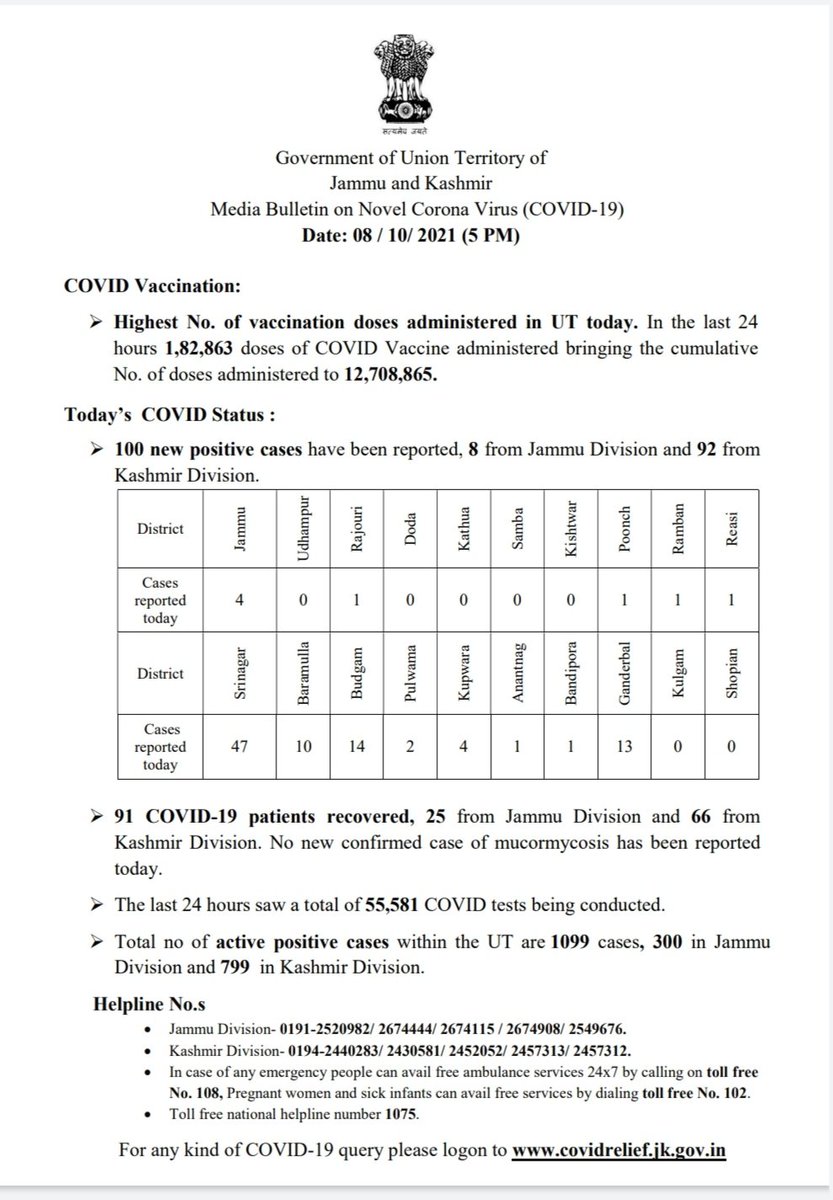 सत्यमेव जयते
Government of Union Territory of
Jammu and Kashmir
Media Bulletin on Novel Corona Virus (COVID-19)
Date: 08 / 10/ 2021 (5 PM)
COVID Vaccination:
➢ Highest No. of vaccination doses administered in UT today. In the last 24
hours 1,82,863 doses of COVID Vaccine administered bringing the cumulative
No. of doses administered to 12,708,865.
Today's COVID Status :
➢ 100 new positive cases have been reported, 8 from Jammu Division and 92 from
Kashmir Division.
District Jammu Udhampur Rajouri Doda Kathua Samba Kishtwar Poonch Ramban Reasi
Cases
reported
today 4 0 1 0 0 0 0 1 1 1
District Srinagar Baramulla Budgam Pulwama Kupwara Anantnag Bandipora Ganderbal Kulgam Shopian
Cases
reported
today 47 10 14 2 4 1 1 13 0 0
➢ 91 COVID-19 patients recovered, 25 from Jammu Division and 66 from
Kashmir Division. No new confirmed case of mucormycosis has been reported
today.
➢ The last 24 hours saw a total of 55,581 COVID tests being conducted.
➢ Total no of active positive cases within the UT are 1099 cases, 300 in Jammu
Division and 799 in Kashmir Division.
Helpline No.s
• Jammu Division- 0191-2520982/ 2674444/ 2674115 / 2674908/ 2549676.
• Kashmir Division- 0194-2440283/ 2430581/ 2452052/ 2457313/ 2457312.
• In case of any emergency people can avail free ambulance services 24x7 by calling on toll free
No. 108, Pregnant women and sick infants can avail free services by dialing toll free No. 102.
• Toll free national helpline number 1075.
For any kind of COVID-19 query please logon to www.covidrelief.jk.gov.in